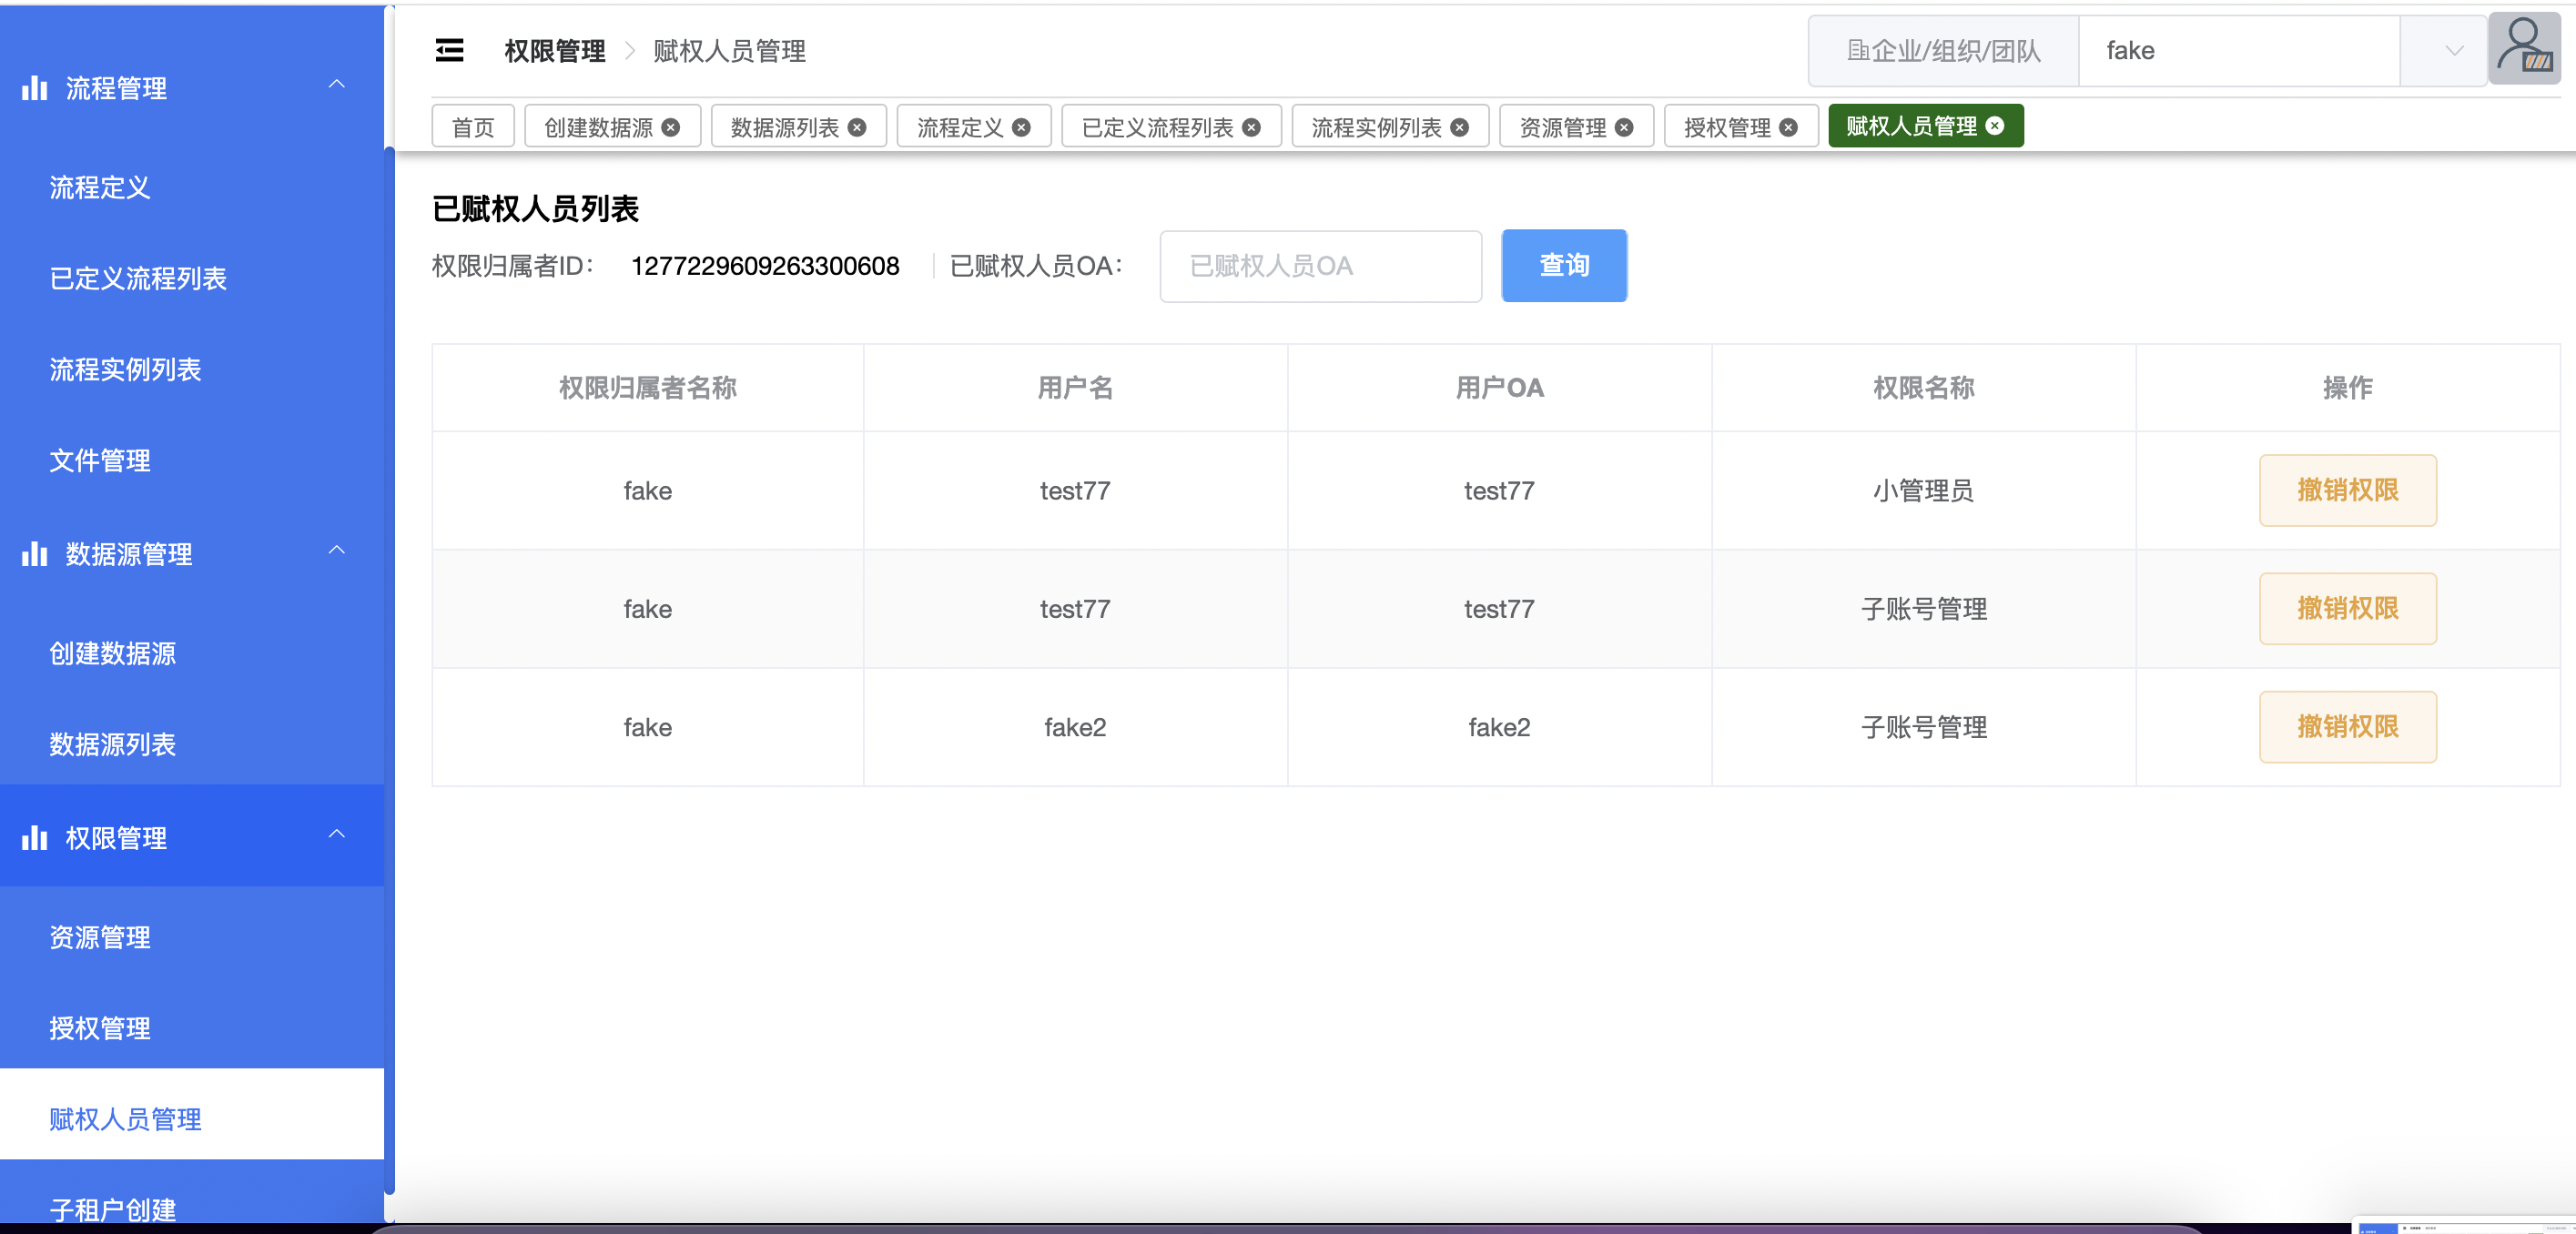 流程管理
流程定义
已定义流程列表
流程实例列表
文件管理
数据源管理
创建数据源
数据源列表
权限管理
资源管理
授权管理
赋权人员管理
子租户创建
权限管理 赋权人员管理
企业/组织/团队 fake
首页 创建数据源 数据源列表 流程定义 已定义流程列表 流程实例列表 资源管理 授权管理 赋权人员管理
已赋权人员列表
权限归属者ID： 1277229609263300608 已赋权人员OA： 已赋权人员OA 查询
权限归属者名称 用户名 用户OA 权限名称 操作
fake test77 test77 小管理员 撤销权限
fake test77 test77 子账号管理 撤销权限
fake fake2 fake2 子账号管理 撤销权限